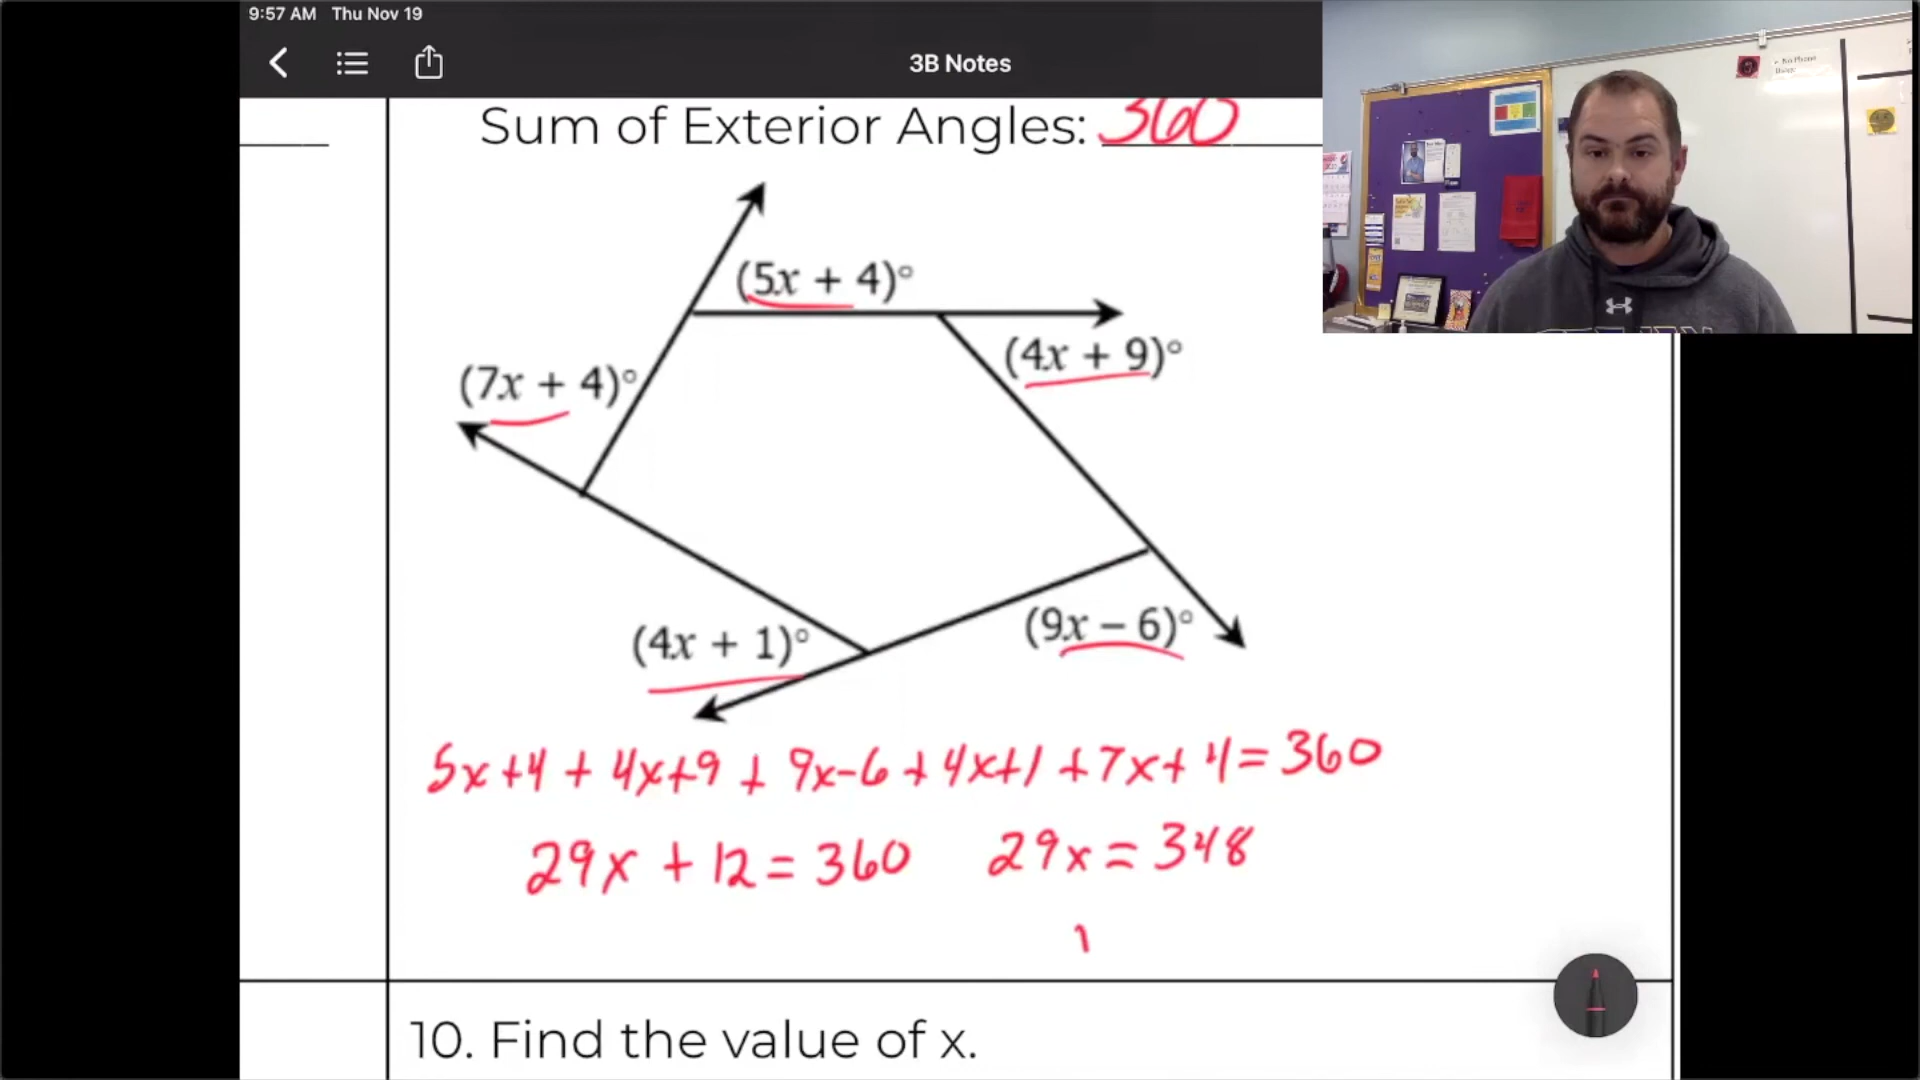 9:57 AM Thu Nov 19
3B Notes
Sum of Exterior Angles: 360
(5x + 4)°
(4x + 9)°
(7x + 4)°
(4x + 1)°
(9x – 6)°
5x+4 + 4x+9 + 9x-6 + 4x+1 + 7x+4 = 360
29x + 12 = 360 29x = 348
10. Find the value of x.
No Phone